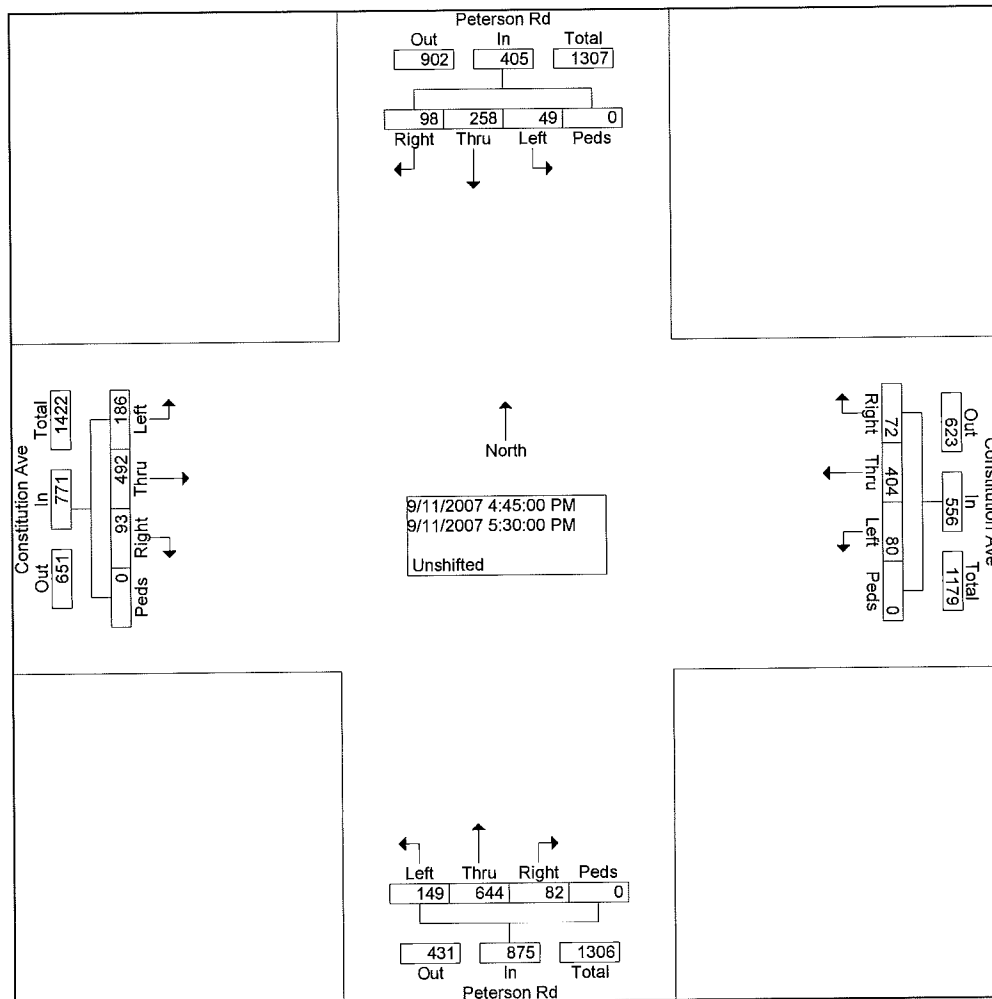 Peterson Rd
Out In Total
902 405 1307
98 258 49 0
Right Thru Left Peds
Constitution Ave
Total 1422
In 771
Out 651
186 492 93 0
Left Thru Right Peds
North
9/11/2007 4:45:00 PM
9/11/2007 5:30:00 PM
Unshifted
Right Thru Left Peds
72 404 80 0
Out 623
In 556
Total 1179
Constitution Ave
Left Thru Right Peds
149 644 82 0
431 875 1306
Out In Total
Peterson Rd